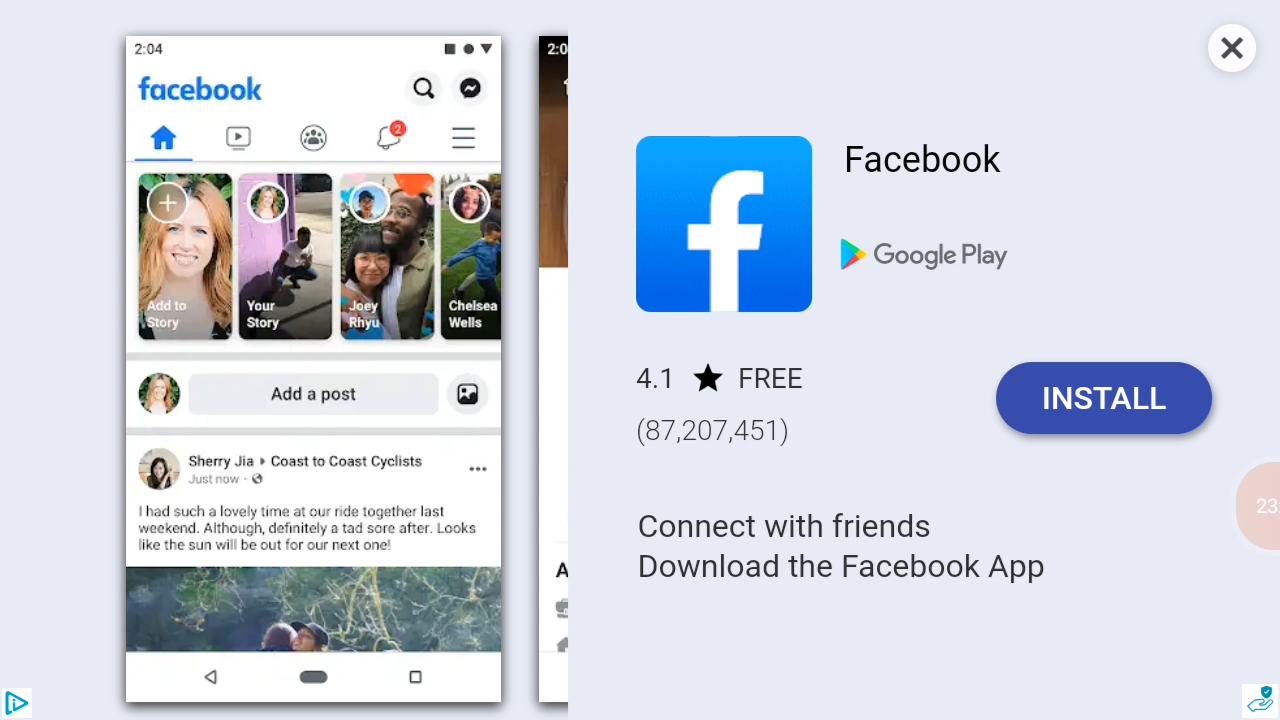 2:04
facebook
2
Add to
Story
Your
Story
Joey
Rhyu
Chelsea
Wells
Add a post
Sherry Jia ▸ Coast to Coast Cyclists
Just now ·
I had such a lovely time at our ride together last
weekend. Although, definitely a tad sore after. Looks
like the sun will be out for our next one!
2:0
A
Facebook
Google Play
4.1 ★ FREE
(87,207,451)
INSTALL
23
Connect with friends
Download the Facebook App